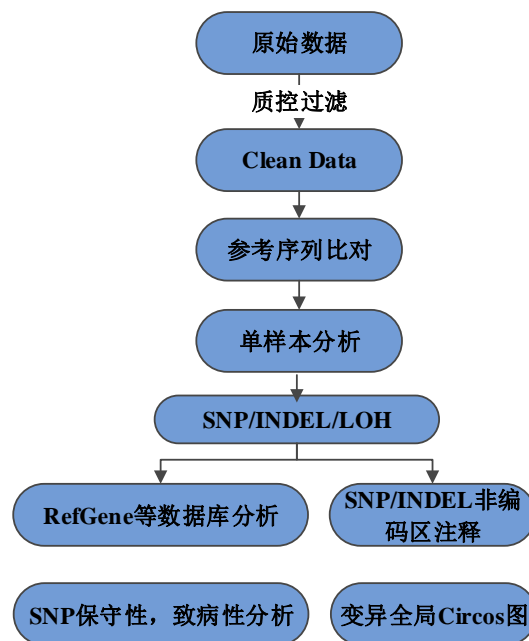 原始数据
质控过滤
Clean Data
参考序列比对
单样本分析
SNP/INDEL/LOH
RefGene等数据库分析
SNP/INDEL非编
码区注释
SNP保守性，致病性分析
变异全局Circos图